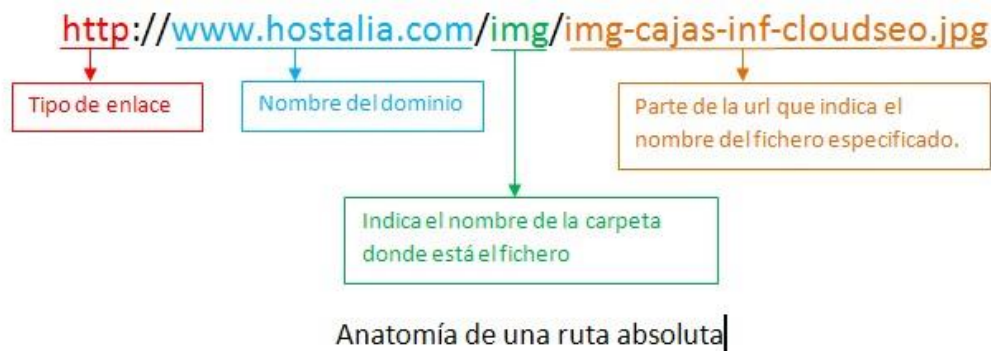 http://www.hostalia.com/img/img-cajas-inf-cloudseo.jpg
Tipo de enlace
Nombre del dominio
Parte de la url que indica el
nombre del fichero especificado.
Indica el nombre de la carpeta
donde está el fichero
Anatomía de una ruta absoluta